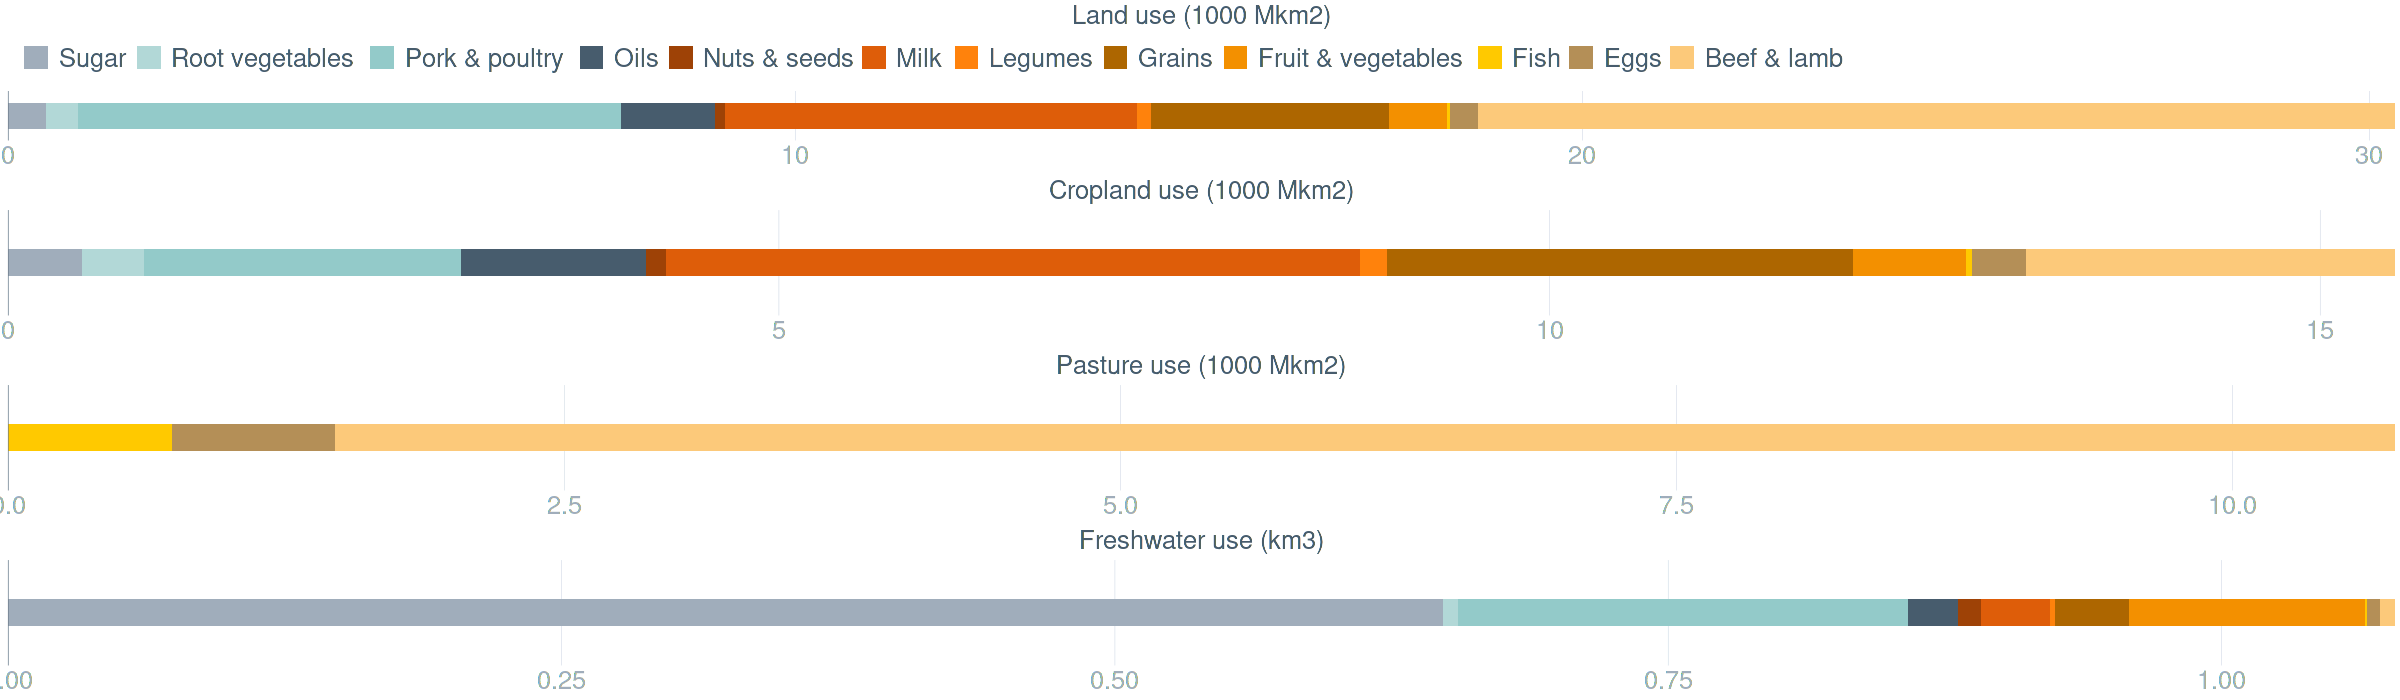 Land use (1000 Mkm2)
Sugar Root vegetables Pork & poultry Oils Nuts & seeds Milk Legumes Grains Fruit & vegetables Fish Eggs Beef & lamb
0 10 20 30
Cropland use (1000 Mkm2)
0 5 10 15
Pasture use (1000 Mkm2)
0.0 2.5 5.0 7.5 10.0
Freshwater use (km3)
.00 0.25 0.50 0.75 1.00